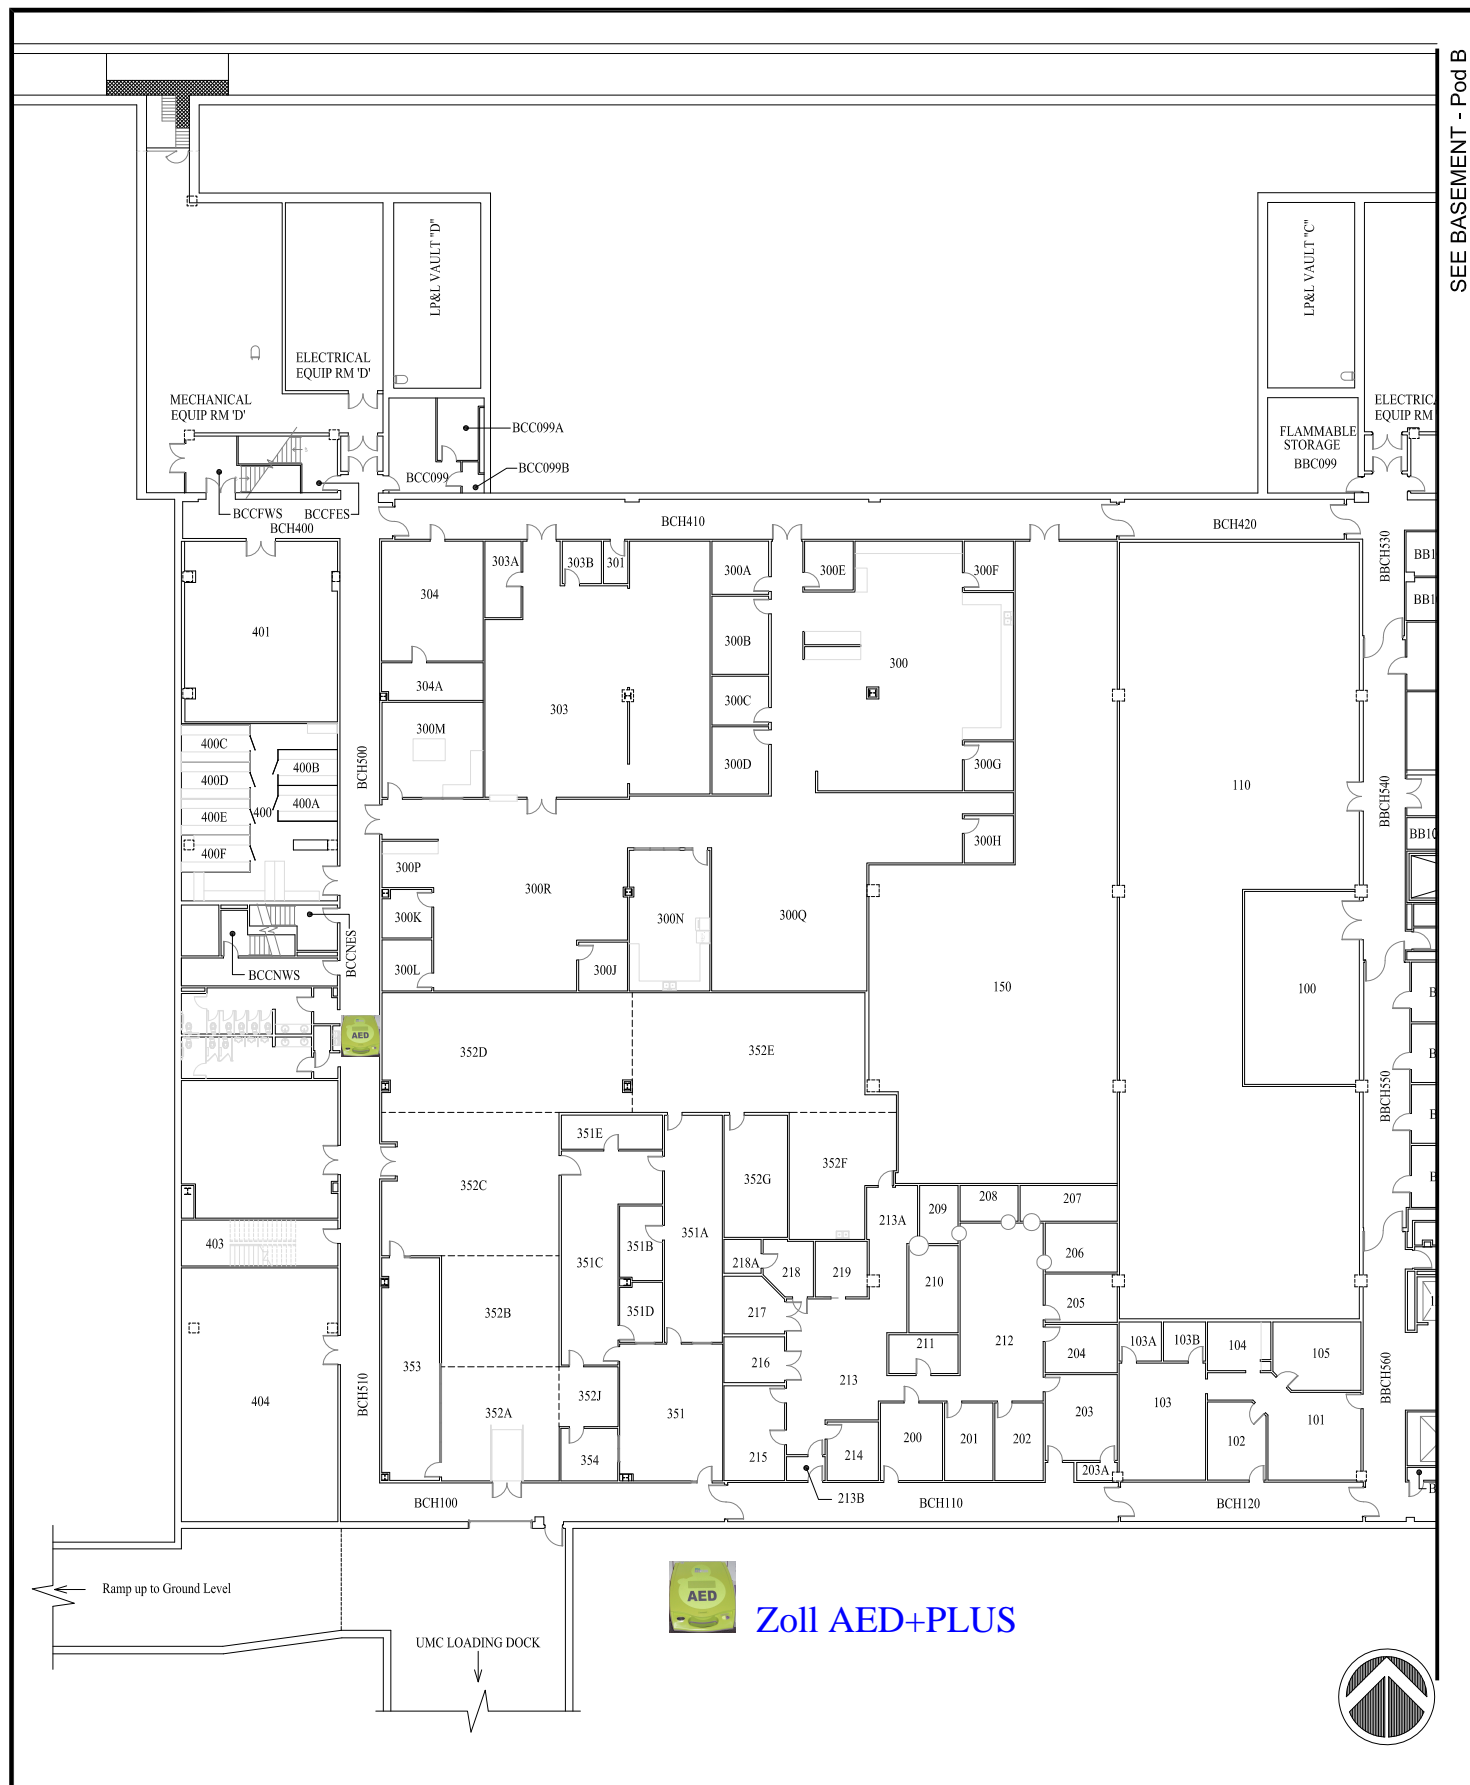 SEE BASEMENT - Pod B
LP&L VAULT "D"
LP&L VAULT "C"
ELECTRICAL
EQUIP RM 'D'
MECHANICAL
EQUIP RM 'D'
ELECTRICA
EQUIP RM
BCC099A
BCC099
BCC099B
FLAMMABLE
STORAGE
BBC099
BCCFWS
BCCFES
BCH400
BCH410
BCH420
BBCH530
303A
303B
301
300A
300E
300F
BB1
BB1
304
401
300B
300
304A
300C
303
300M
400C
400B
400D
400A
400E
400
400F
BCH500
300D
300G
110
BBCH540
BB10
300H
300P
300R
300K
300N
300Q
300L
300J
BCCNES
BCCNWS
150
100
B
AED
352D
352E
BBCH550
B
B
B
351E
352C
352F
352G
351A
213A
209
208
207
403
351B
351C
218A
218
219
210
206
352B
351D
217
205
212
211
204
216
103A
103B
104
105
353
404
BCH510
352A
352J
351
213
203
103
101
BBCH560
354
215
214
200
201
202
102
203A
213B
BCH100
BCH110
BCH120
B
Ramp up to Ground Level
AED
Zoll AED+PLUS
UMC LOADING DOCK